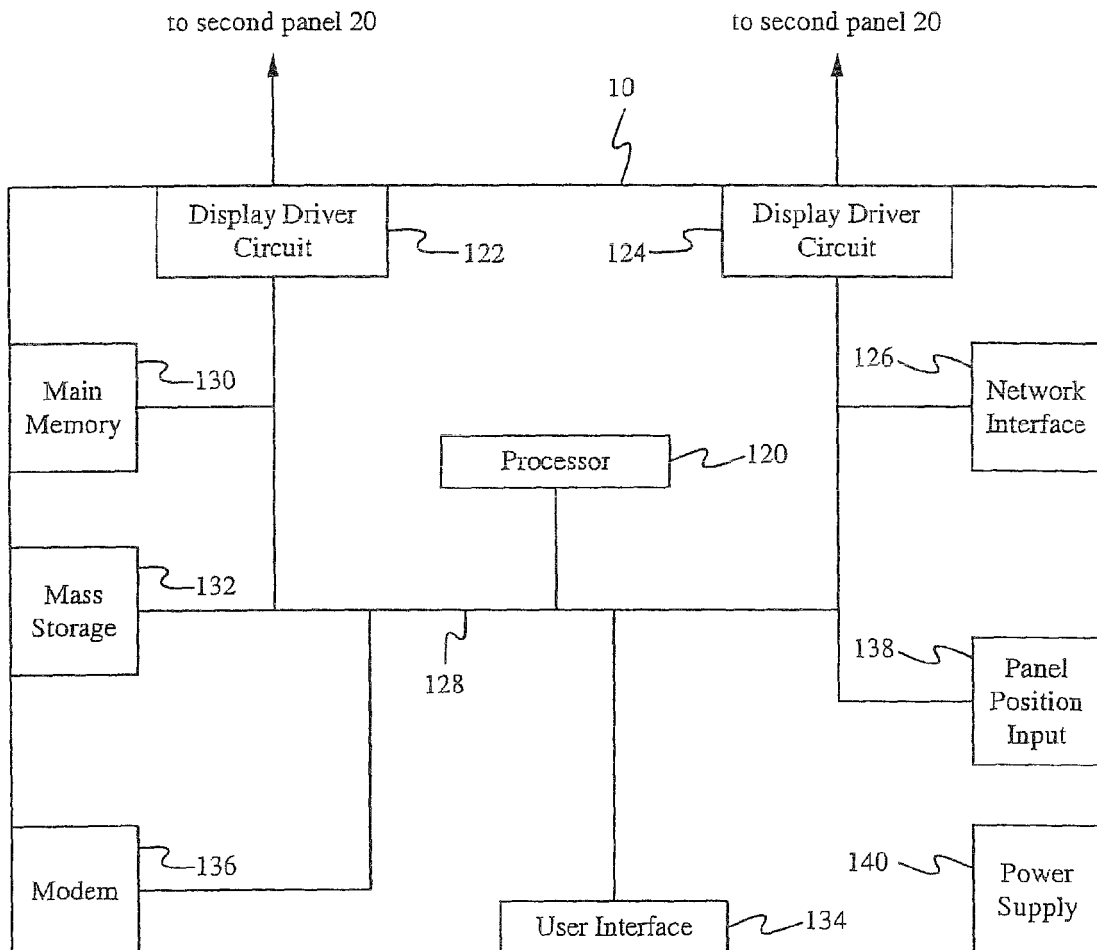 to second panel 20
to second panel 20
10
Display Driver
Circuit
122
124
Display Driver
Circuit
Main
Memory
130
126
Network
Interface
Processor
120
Mass
Storage
132
128
138
Panel
Position
Input
Modem
136
User Interface
134
140
Power
Supply